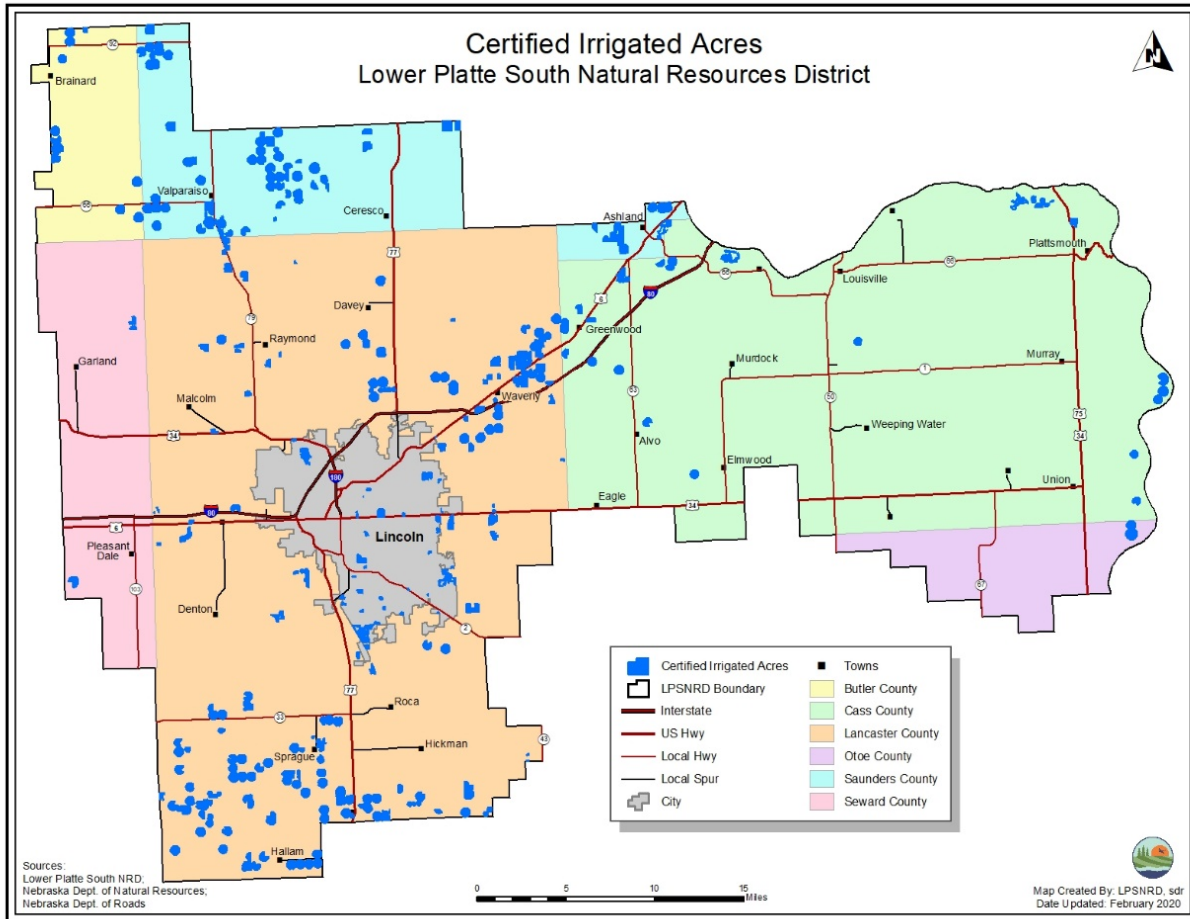 Certified Irrigated Acres
Lower Platte South Natural Resources District
N
92
Brainard
Valparaiso
66
Ceresco
77
Ashland
Plattsmouth
66
66
Louisville
6
80
Davey
79
Raymond
Greenwood
Garland
Murdock
Murray
1
63
Malcolm
Waverly
50
75
34
34
Alvo
Weeping Water
Elmwood
180
Union
Eagle
34
80
6
Lincoln
Pleasant
Dale
103
Denton
67
2
77
Roca
33
Hickman
43
Sprague
Hallam
Certified Irrigated Acres
LPSNRD Boundary
Interstate
US Hwy
Local Hwy
Local Spur
City
Towns
Butler County
Cass County
Lancaster County
Otoe County
Saunders County
Seward County
Sources:
Lower Platte South NRD;
Nebraska Dept. of Natural Resources;
Nebraska Dept. of Roads
0 5 10 15
Miles
Map Created By: LPSNRD, sdr
Date Updated: February 2020